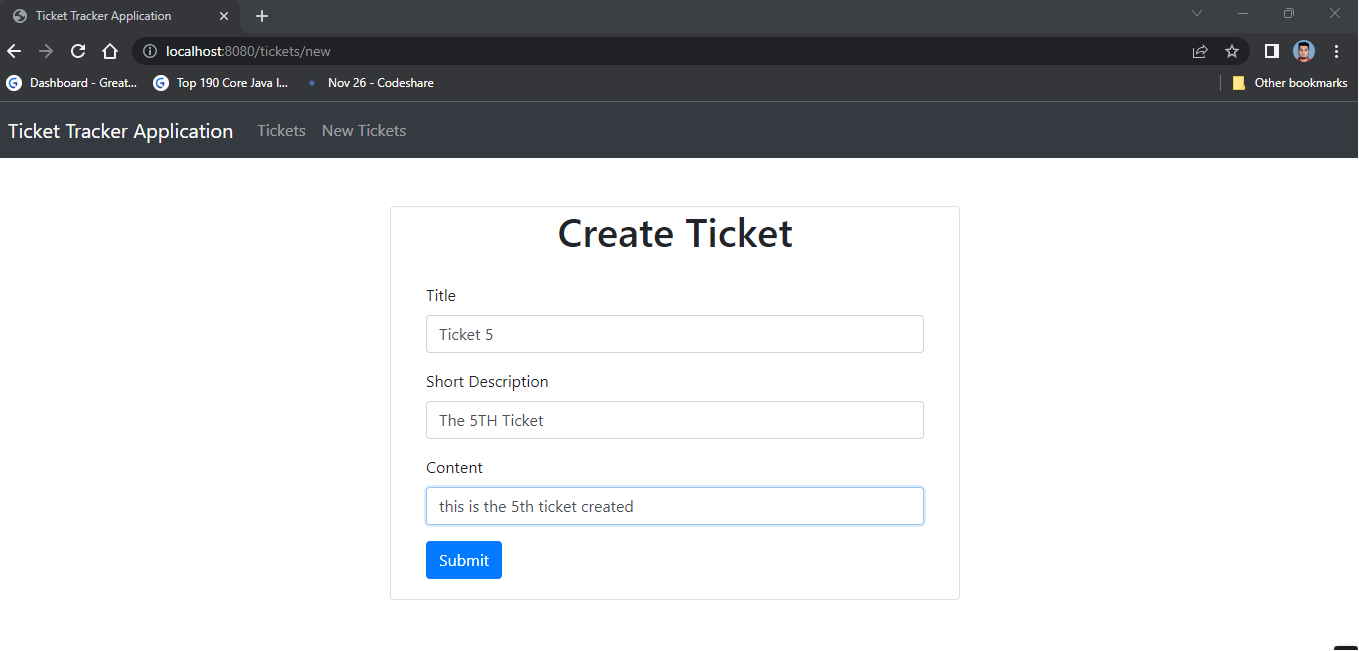 Ticket Tracker Application
localhost:8080/tickets/new
Dashboard - Great... Top 190 Core Java I... Nov 26 - Codeshare Other bookmarks
Ticket Tracker Application Tickets New Tickets
Create Ticket
Title
Ticket 5
Short Description
The 5TH Ticket
Content
this is the 5th ticket created
Submit